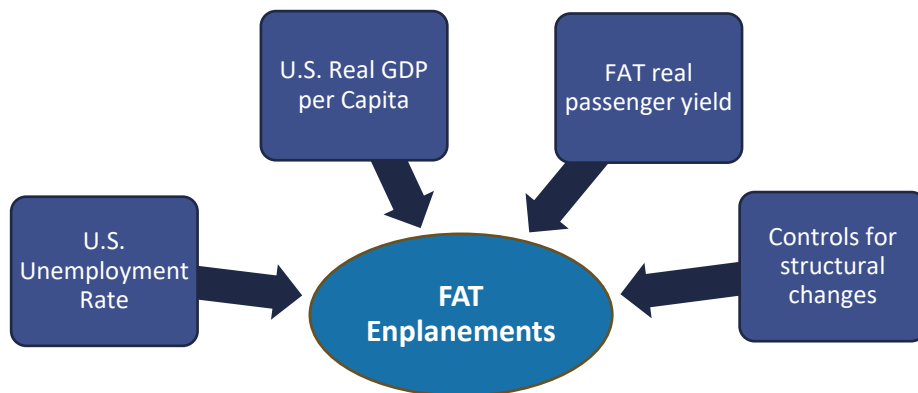 U.S.
Unemployment
Rate
U.S. Real GDP
per Capita
FAT real
passenger yield
Controls for
structural
changes
FAT
Enplanements